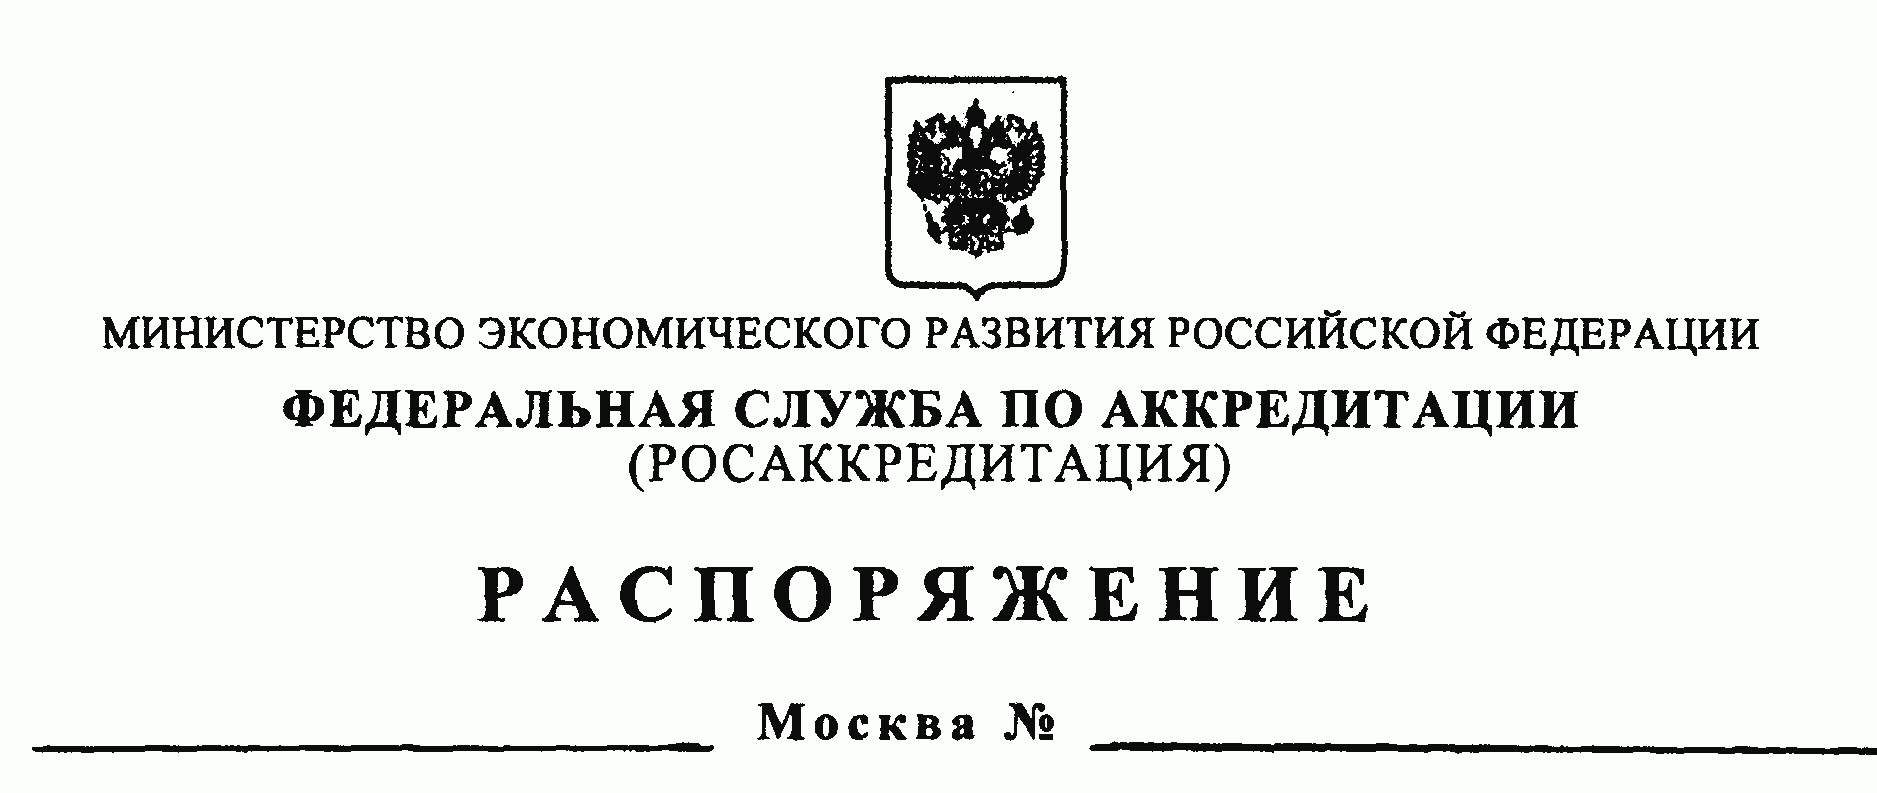 МИНИСТЕРСТВО ЭКОНОМИЧЕСКОГО РАЗВИТИЯ РОССИЙСКОЙ ФЕДЕРАЦИИ
ФЕДЕРАЛЬНАЯ СЛУЖБА ПО АККРЕДИТАЦИИ
(РОСАККРЕДИТАЦИЯ)
РАСПОРЯЖЕНИЕ
Москва №